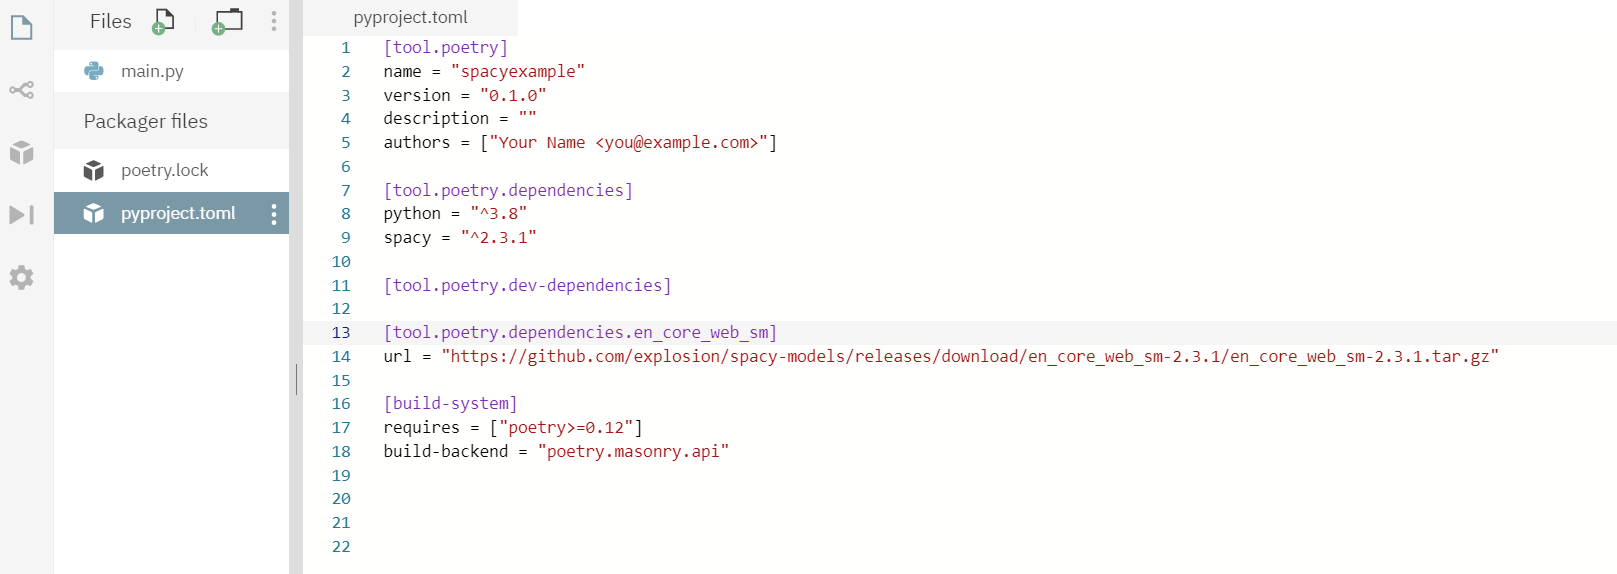 Files
main.py
Packager files
poetry.lock
pyproject.toml
pyproject.toml
1 [tool.poetry]
2 name = "spacyexample"
3 version = "0.1.0"
4 description = ""
5 authors = ["Your Name <you@example.com>"]
6
7 [tool.poetry.dependencies]
8 python = "^3.8"
9 spacy = "^2.3.1"
10
11 [tool.poetry.dev-dependencies]
12
13 [tool.poetry.dependencies.en_core_web_sm]
14 url = "https://github.com/explosion/spacy-models/releases/download/en_core_web_sm-2.3.1/en_core_web_sm-2.3.1.tar.gz"
15
16 [build-system]
17 requires = ["poetry>=0.12"]
18 build-backend = "poetry.masonry.api"
19
20
21
22